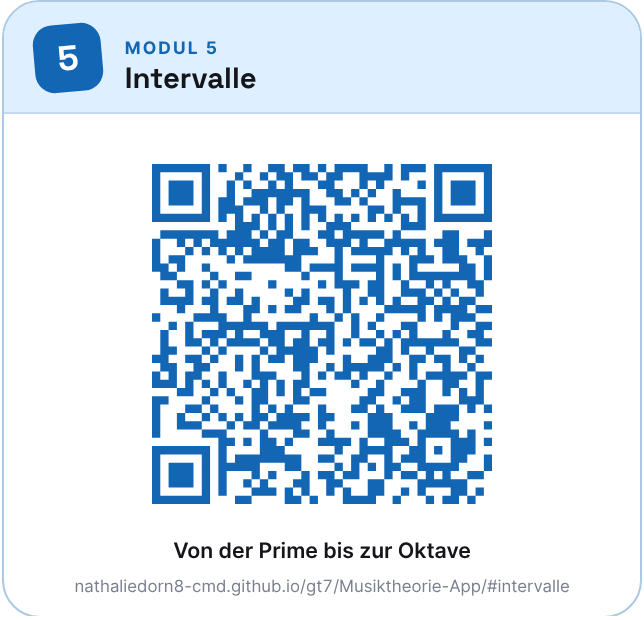 5
MODUL 5
Intervalle
Von der Prime bis zur Oktave
nathaliedorn8-cmd.github.io/gt7/Musiktheorie-App/#intervalle